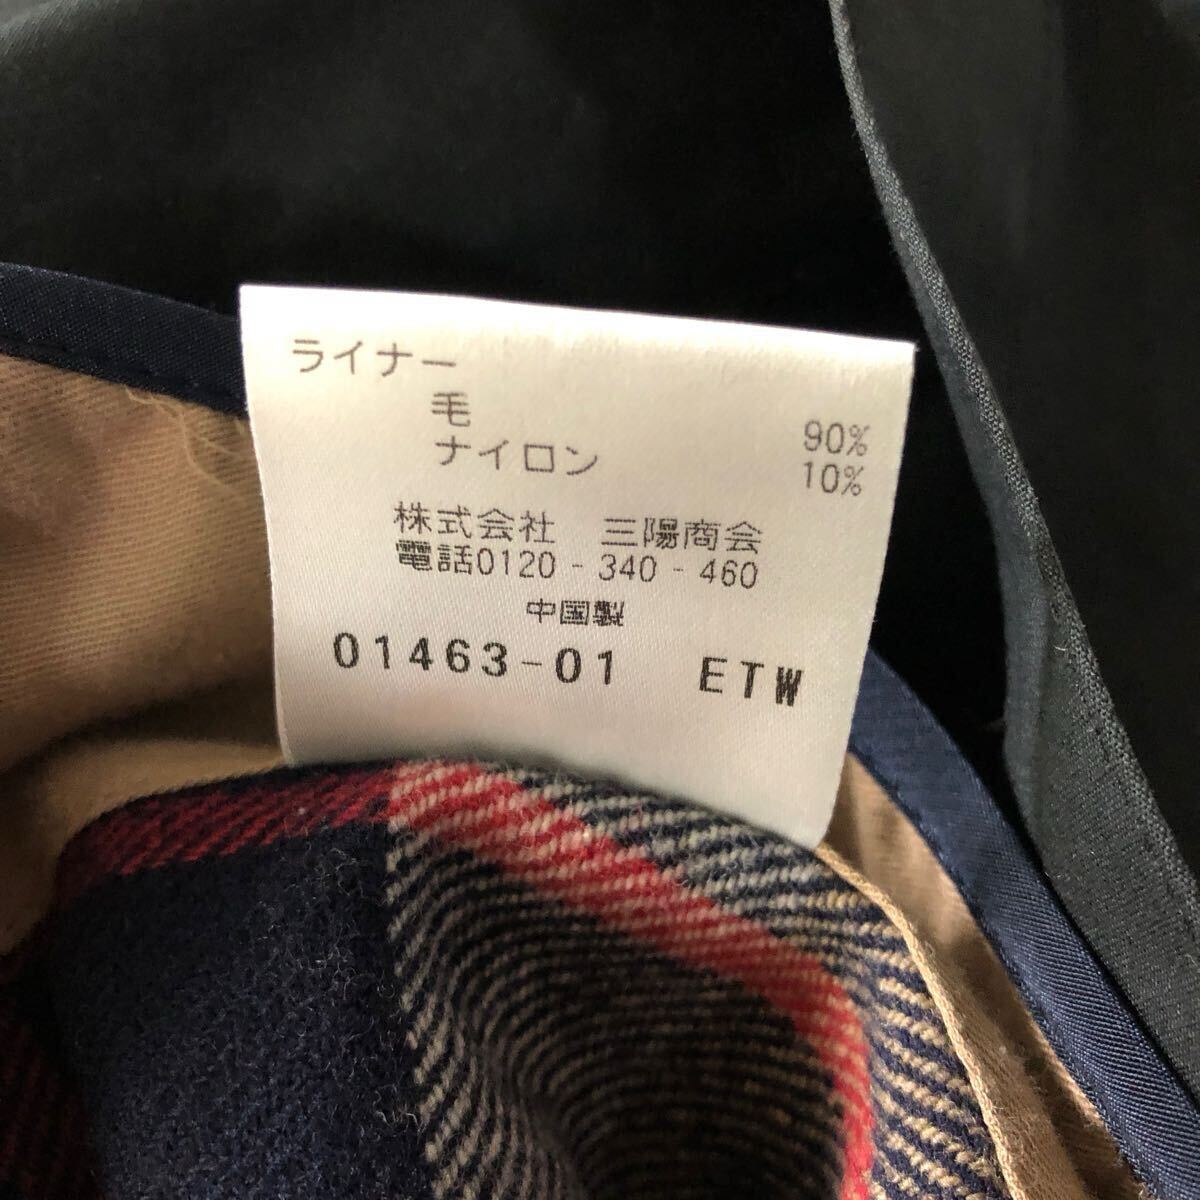 ライナー
毛 90%
ナイロン 10%
株式会社 三陽商会
電話0120-340-460
中国製
01463-01 ETW